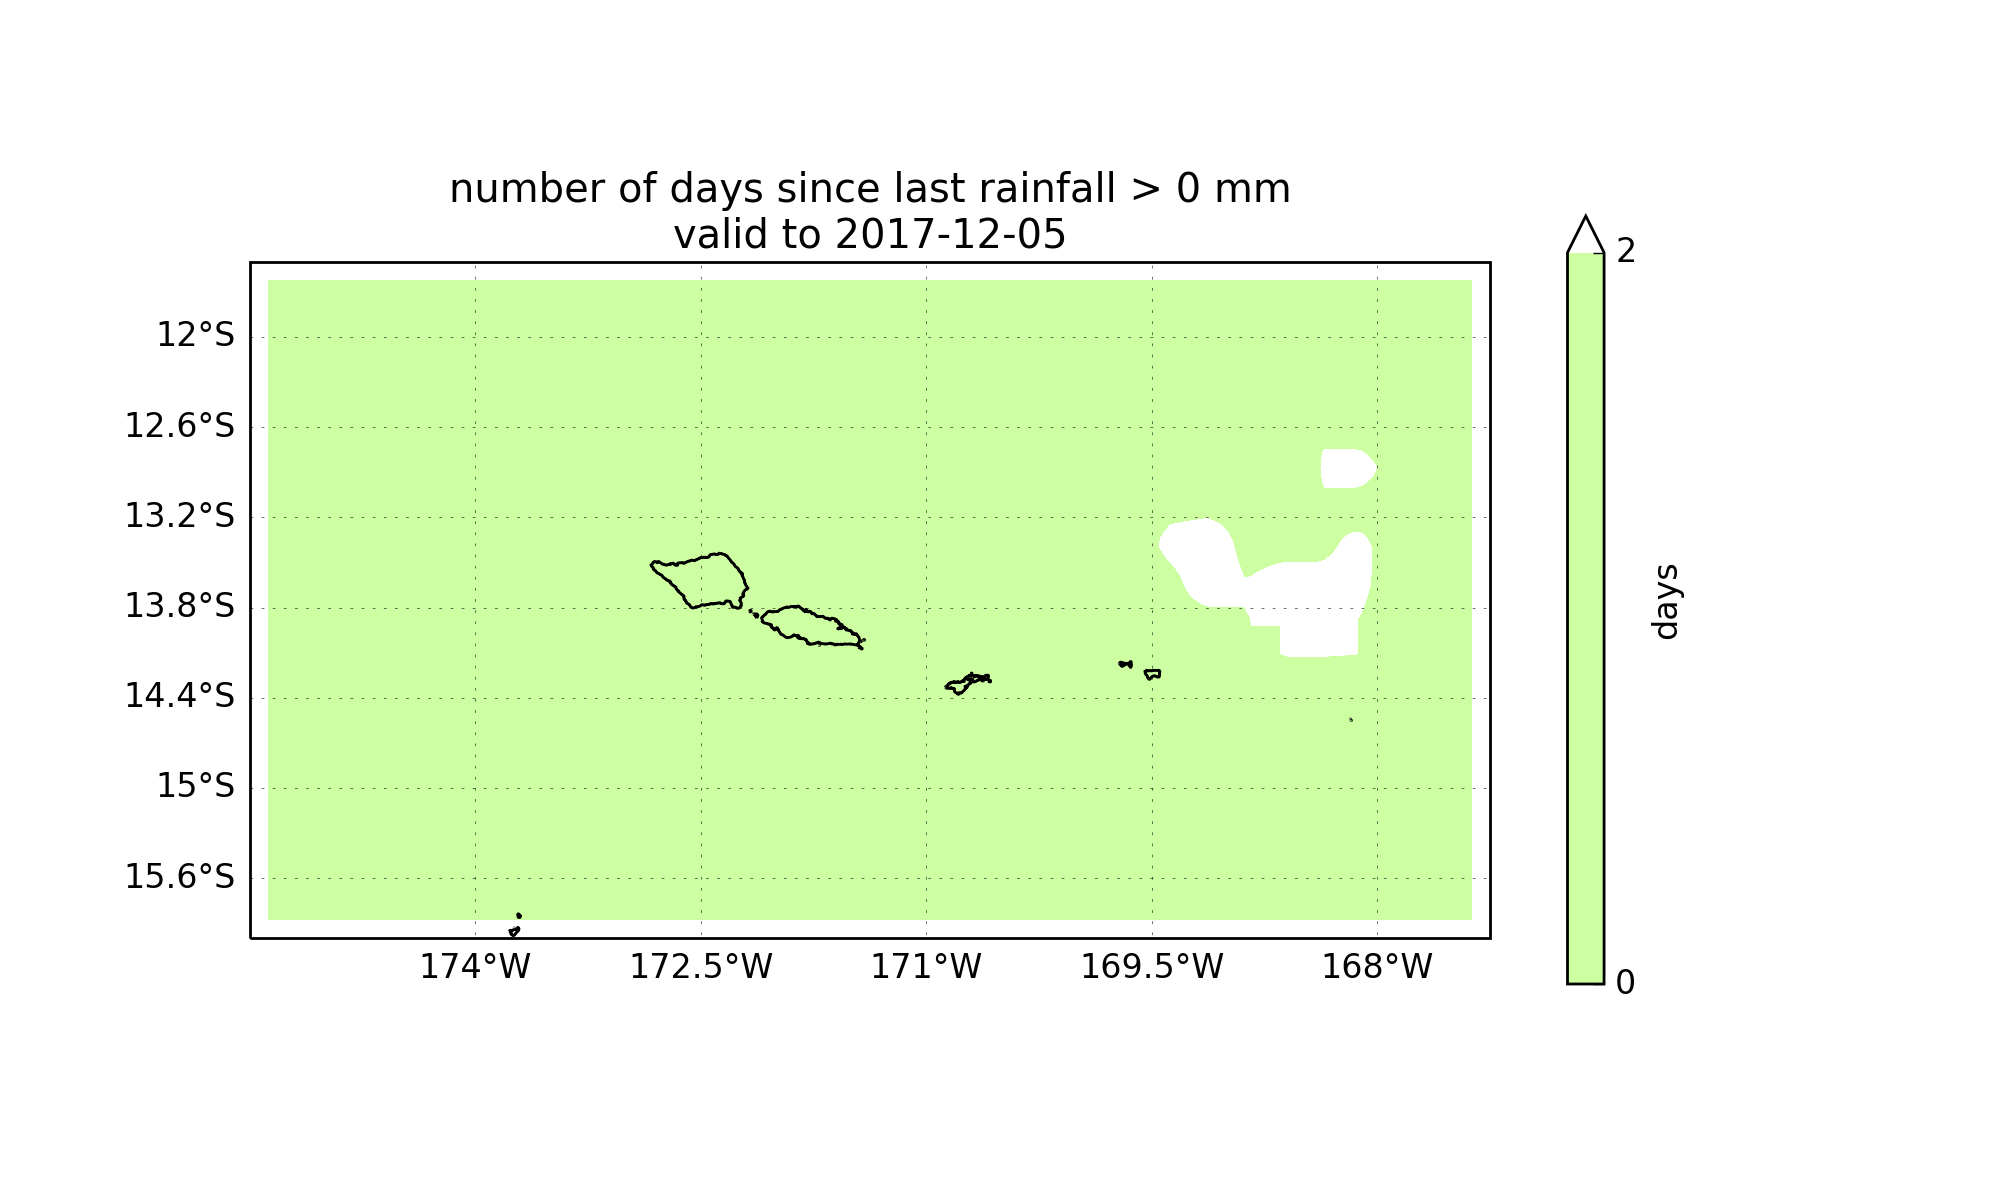 number of days since last rainfall > 0 mm
valid to 2017-12-05
2
12°S
12.6°S
13.2°S
13.8°S
14.4°S
15°S
15.6°S
days
174°W 172.5°W 171°W 169.5°W 168°W
0